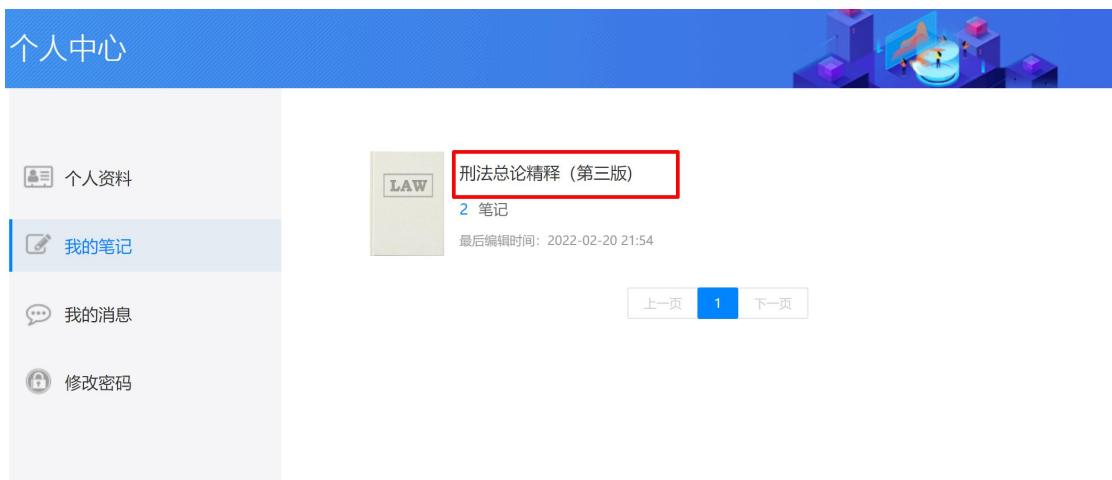 个人中心
个人资料
我的笔记
我的消息
修改密码
LAW
刑法总论精释（第三版)
2 笔记
最后编辑时间：2022-02-20 21:54
上一页 1 下一页